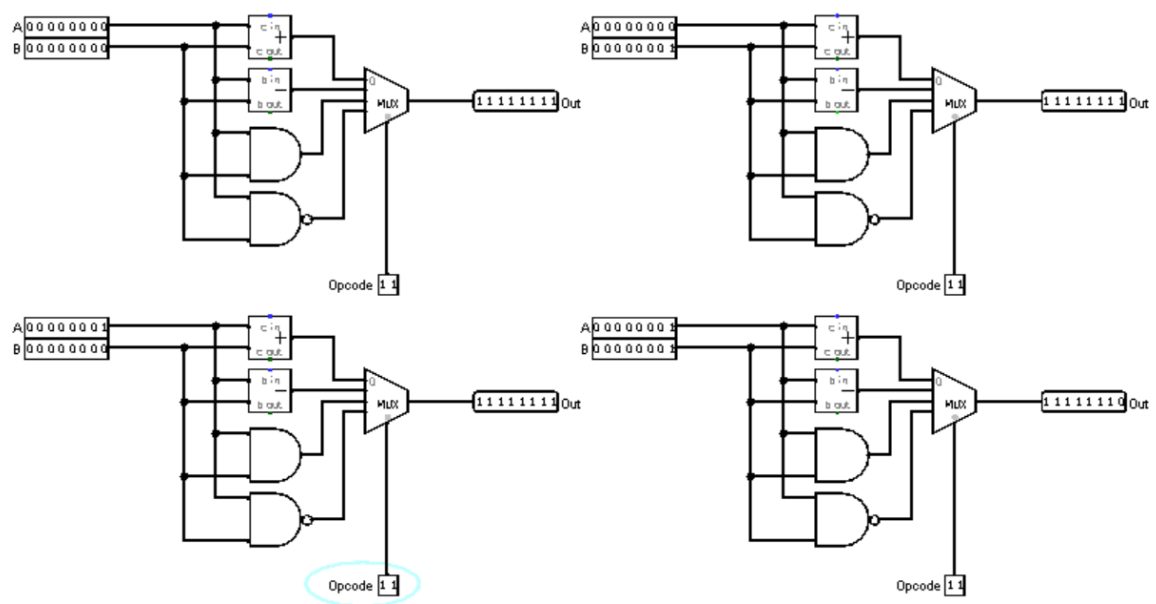 A 0 0 0 0 0 0 0 0
B 0 0 0 0 0 0 0 0
c in
+
c out
b in
−
b out
0
MUX
1 1 1 1 1 1 1 1 Out
Opcode 1 1
A 0 0 0 0 0 0 0 0
B 0 0 0 0 0 0 0 1
c in
+
c out
b in
−
b out
0
MUX
1 1 1 1 1 1 1 1 Out
Opcode 1 1
A 0 0 0 0 0 0 0 1
B 0 0 0 0 0 0 0 0
c in
+
c out
b in
−
b out
0
MUX
1 1 1 1 1 1 1 1 Out
Opcode 1 1
A 0 0 0 0 0 0 0 1
B 0 0 0 0 0 0 0 1
c in
+
c out
b in
−
b out
0
MUX
1 1 1 1 1 1 1 0 Out
Opcode 1 1